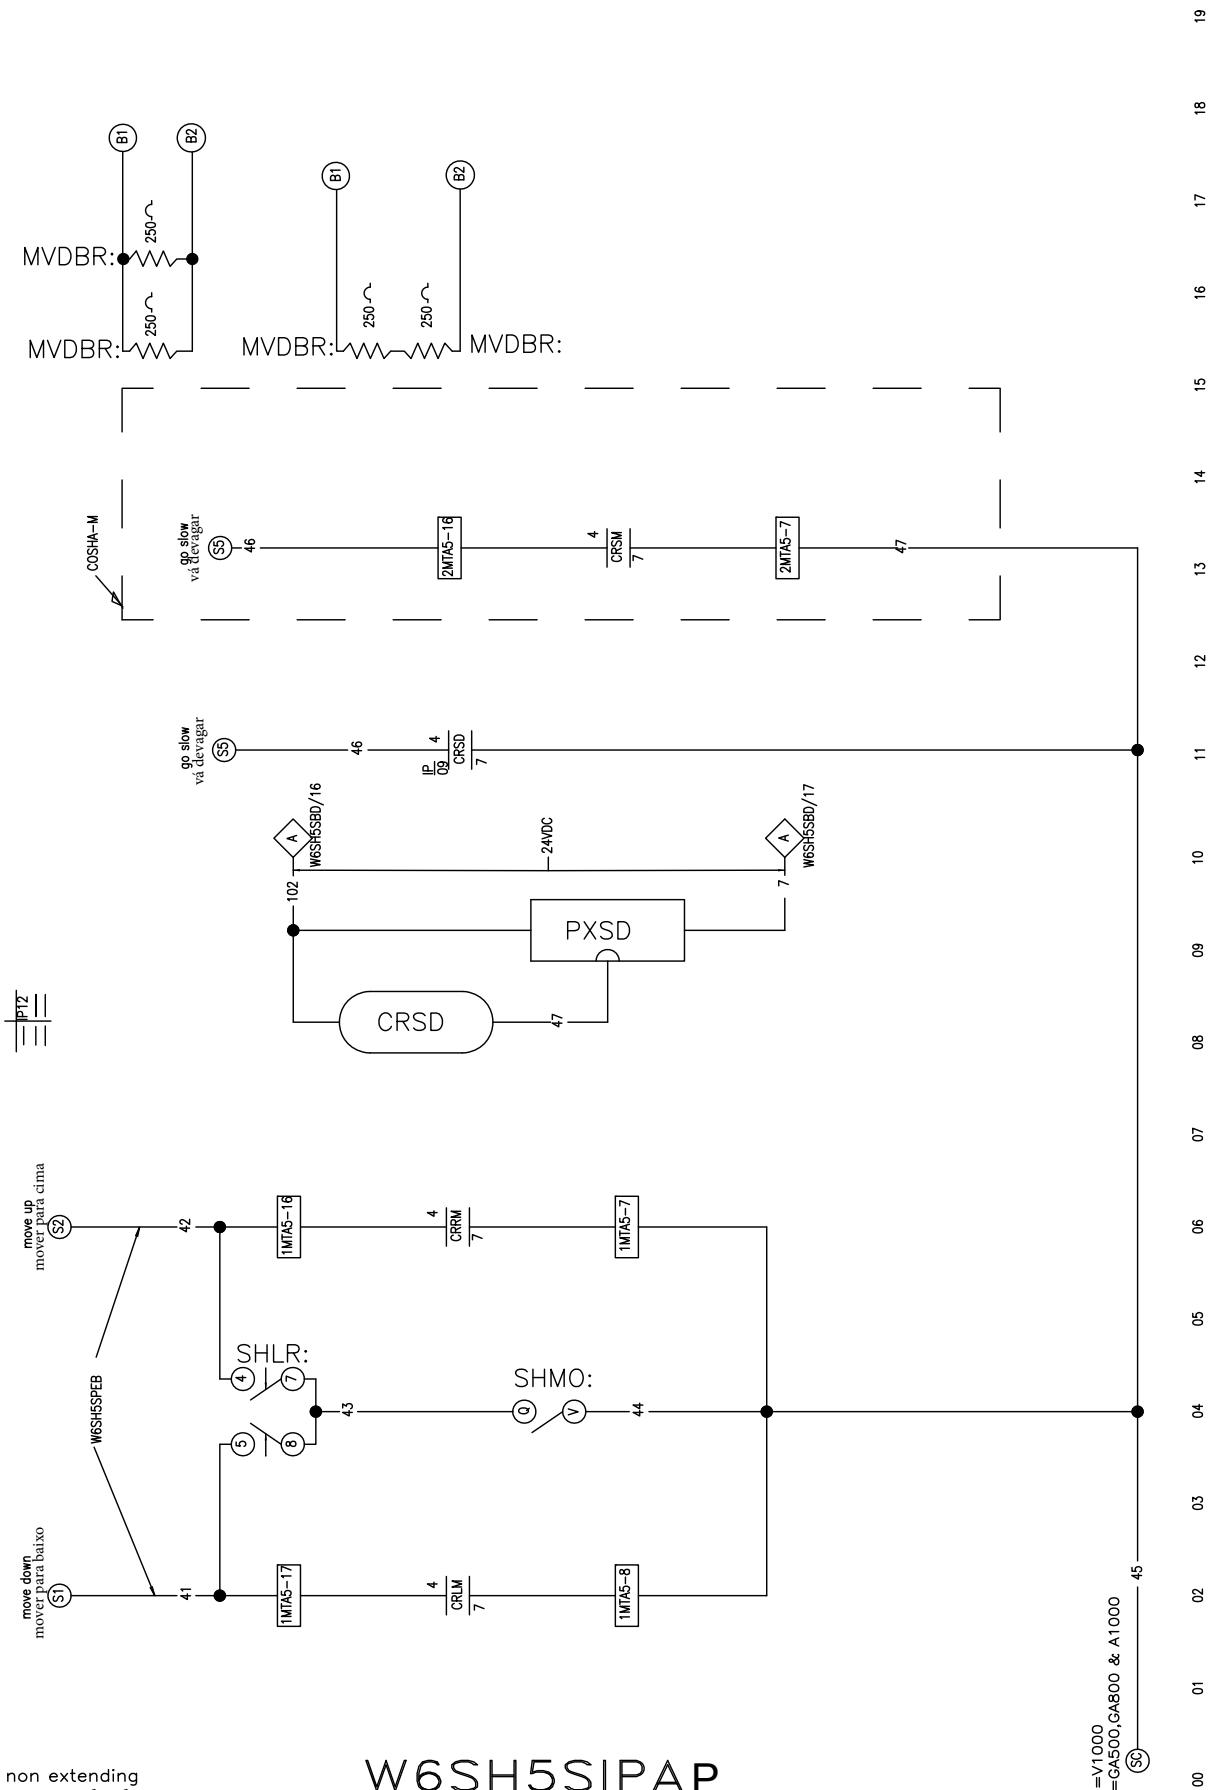 19
18
17
16
15
14
13
12
11
10
09
08
07
06
05
04
03
02
01
00
B1
B2
MVDBR:
250
MVDBR:
250
B1
B2
250
250
MVDBR:
MVDBR:
COSHA-M
go slow
vá devagar
S5
46
2MTA5-16
4
CRSM
7
2MTA5-7
47
go slow
vá devagar
S5
46
IP
09
4
CRSD
7
A
W6SH5SBD/16
102
24VDC
A
W6SH5SBD/17
7
PXSD
CRSD
47
IP12
move up
mover para cima
S2
42
1MTA5-16
4
CRRM
7
1MTA5-7
W6SH5SPEB
SHLR:
4
7
5
8
43
SHMO:
Q
V
44
move down
mover para baixo
S1
41
1MTA5-17
4
CRLM
7
1MTA5-8
45
SC
=V1000
=GA500,GA800 & A1000
non extending
W6SH5SIPAP